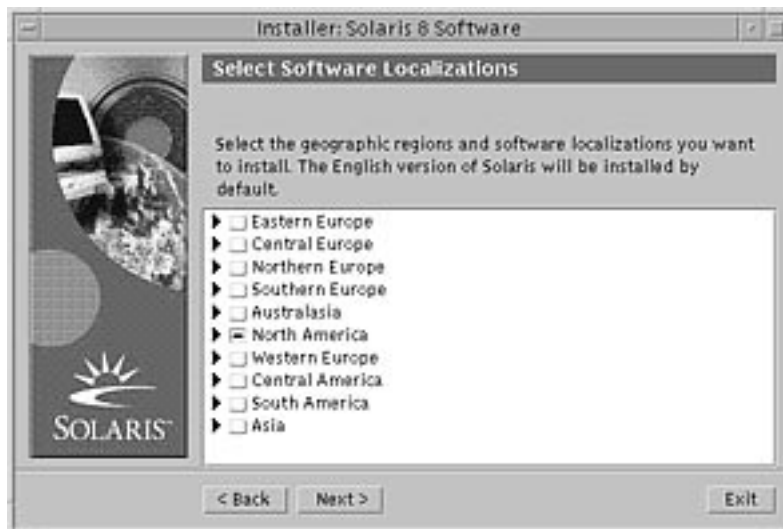 Installer: Solaris 8 Software
Select Software Localizations
Select the geographic regions and software localizations you want
to install. The English version of Solaris will be installed by
default.
Eastern Europe
Central Europe
Northern Europe
Southern Europe
Australasia
North America
Western Europe
Central America
South America
Asia
SOLARIS™
< Back
Next >
Exit